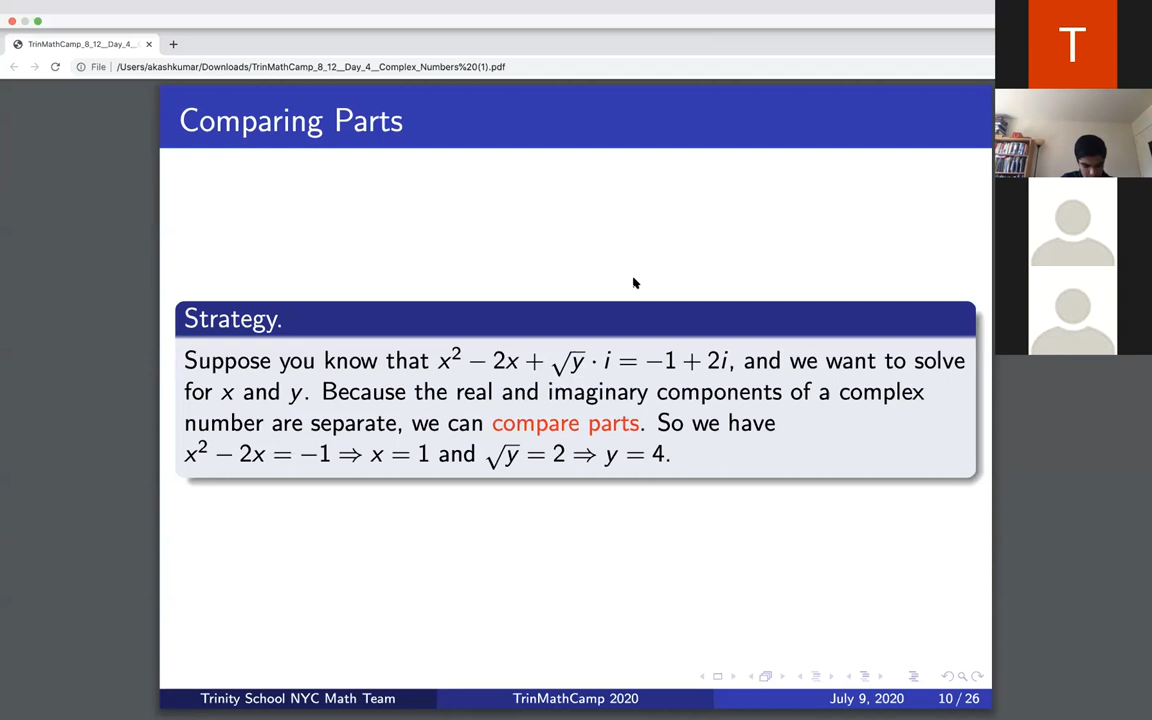 TrinMathCamp_8_12__Day_4__
File /Users/akashkumar/Downloads/TrinMathCamp_8_12__Day_4__Complex_Numbers%20(1).pdf
T
Comparing Parts
Strategy.
Suppose you know that x² − 2x + √y · i = −1 + 2i, and we want to solve
for x and y. Because the real and imaginary components of a complex
number are separate, we can compare parts. So we have
x² − 2x = −1 ⇒ x = 1 and √y = 2 ⇒ y = 4.
Trinity School NYC Math Team TrinMathCamp 2020 July 9, 2020 10 / 26